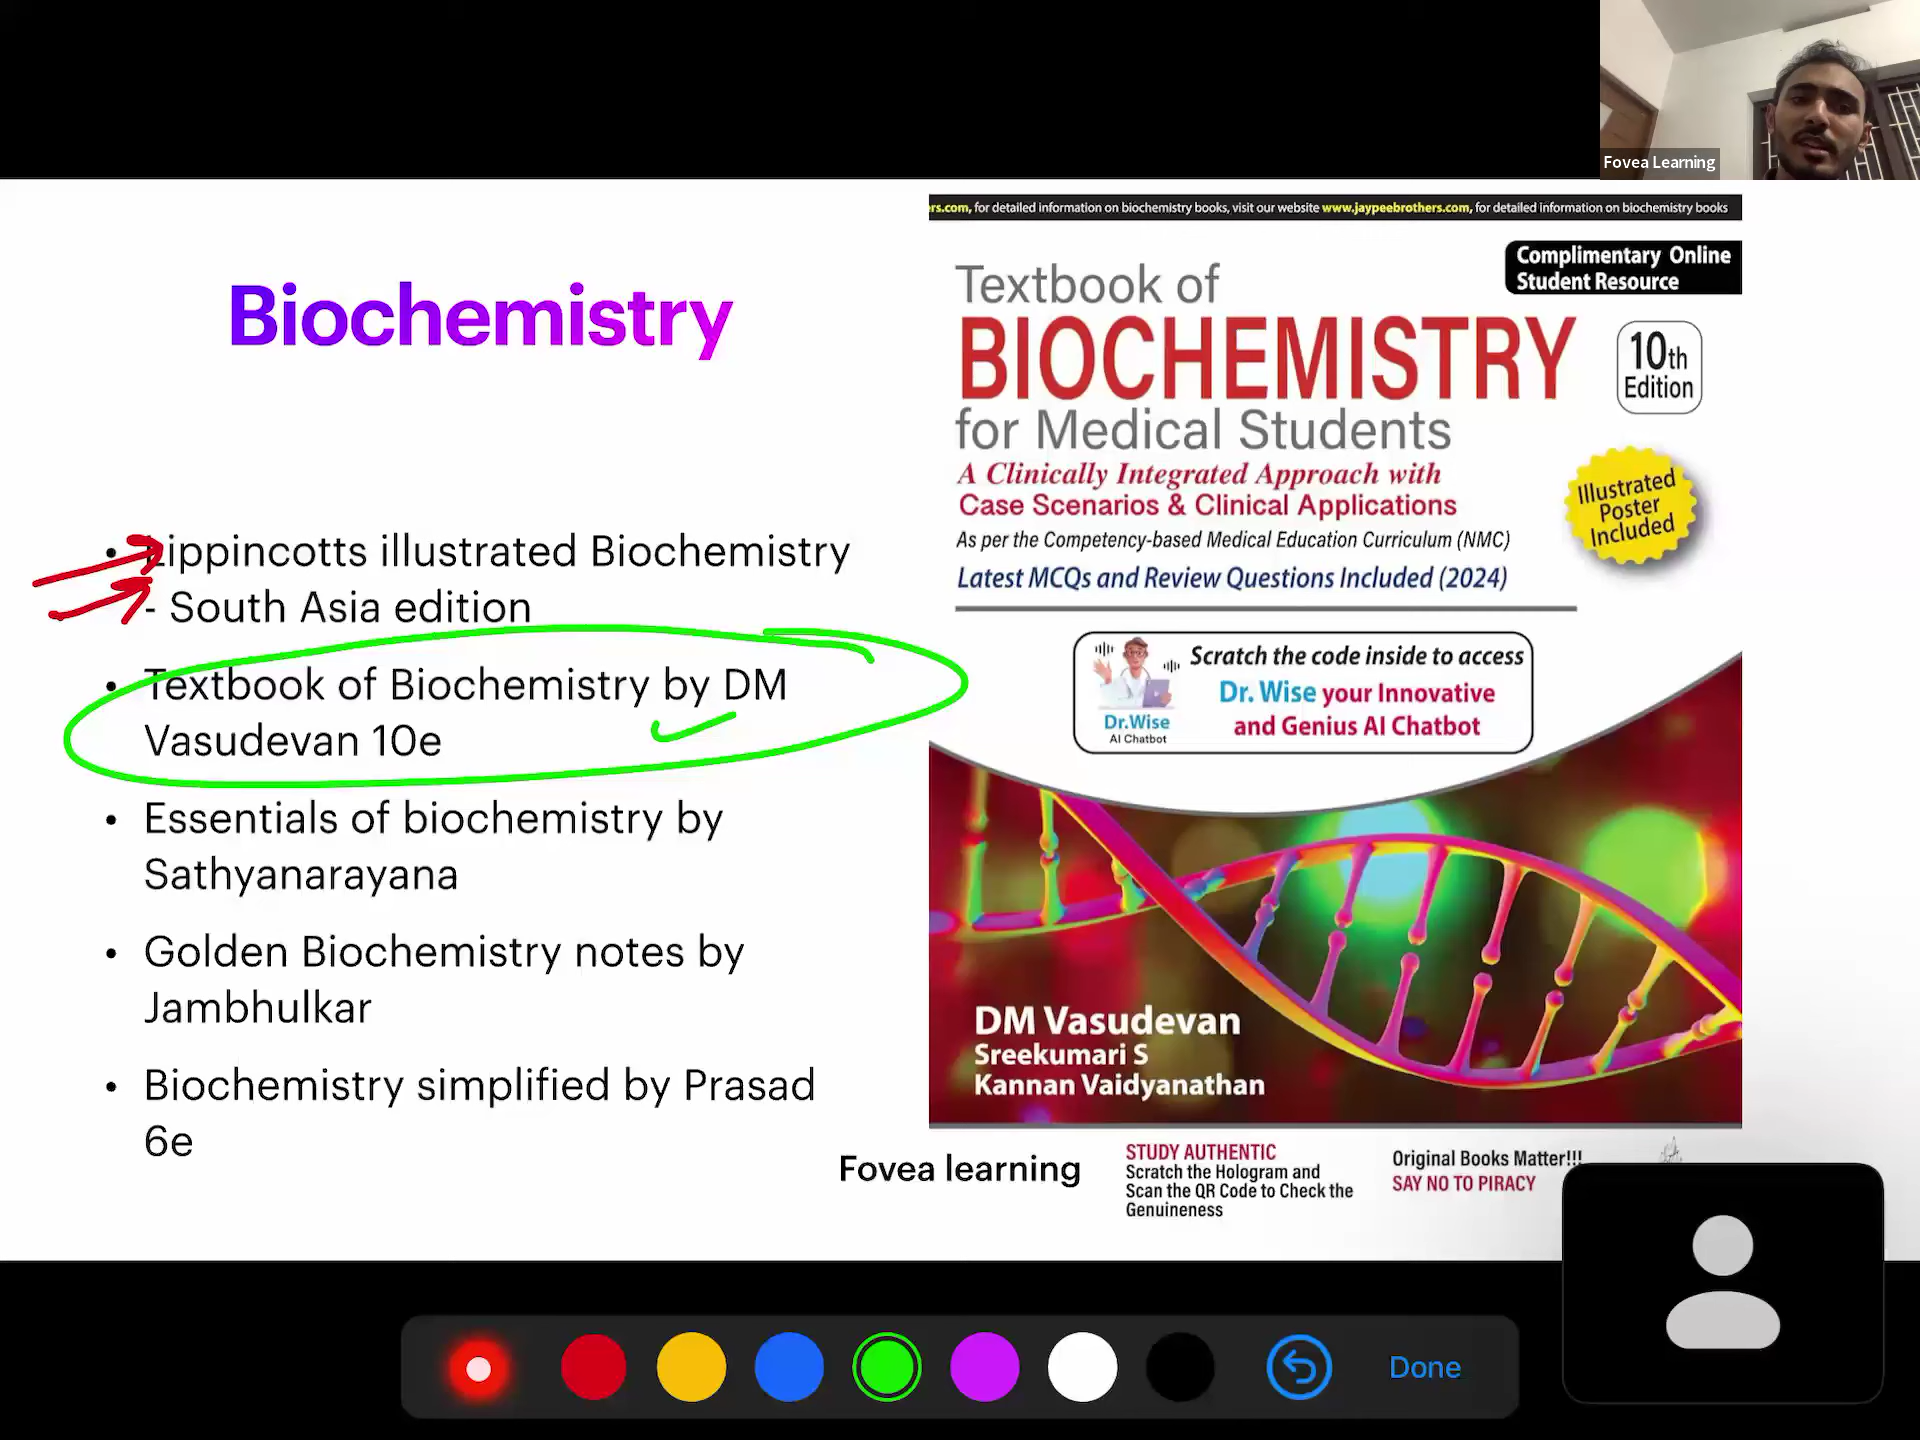 Fovea Learning
Biochemistry
• Lippincotts illustrated Biochemistry
- South Asia edition
• Textbook of Biochemistry by DM
Vasudevan 10e
• Essentials of biochemistry by
Sathyanarayana
• Golden Biochemistry notes by
Jambhulkar
• Biochemistry simplified by Prasad
6e
rs.com, for detailed information on biochemistry books, visit our website www.jaypeebrothers.com, for detailed information on biochemistry books
Complimentary Online
Student Resource
Textbook of
BIOCHEMISTRY
for Medical Students
10th
Edition
A Clinically Integrated Approach with
Case Scenarios & Clinical Applications
As per the Competency-based Medical Education Curriculum (NMC)
Latest MCQs and Review Questions Included (2024)
Illustrated
Poster
Included
Scratch the code inside to access
Dr. Wise your Innovative
and Genius AI Chatbot
Dr.Wise
AI Chatbot
DM Vasudevan
Sreekumari S
Kannan Vaidyanathan
Fovea learning
STUDY AUTHENTIC
Scratch the Hologram and
Scan the QR Code to Check the
Genuineness
Original Books Matter!!!
SAY NO TO PIRACY
Done